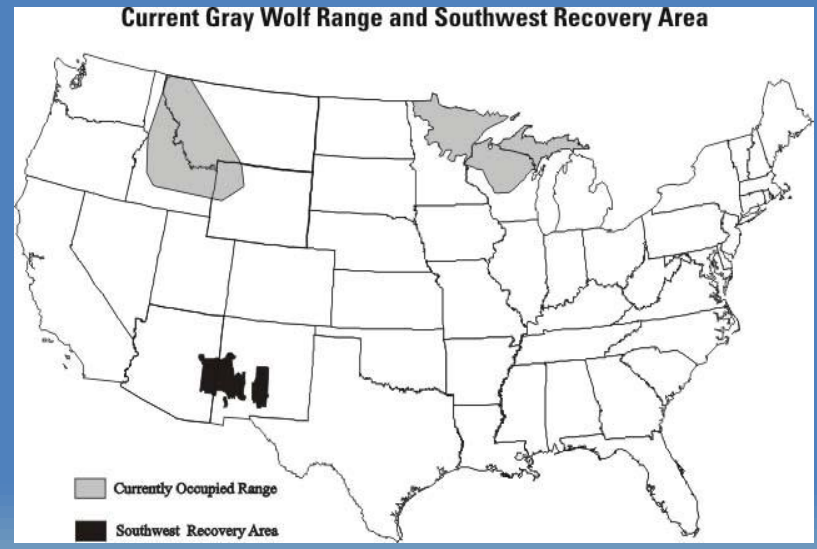 Current Gray Wolf Range and Southwest Recovery Area
Currently Occupied Range
Southwest Recovery Area